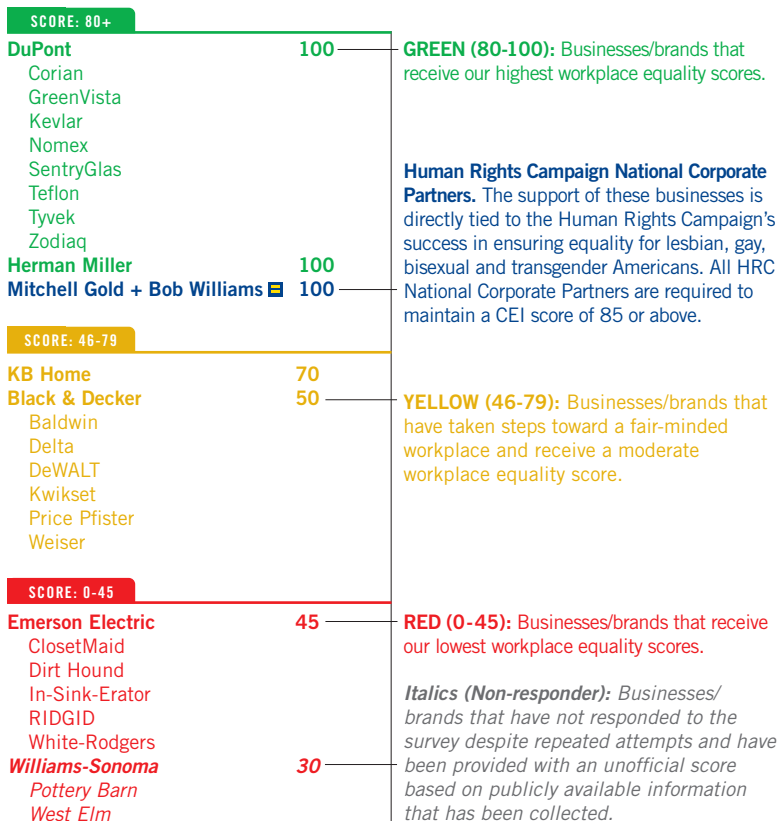 SCORE: 80+
DuPont 100
Corian
GreenVista
Kevlar
Nomex
SentryGlas
Teflon
Tyvek
Zodiaq
Herman Miller 100
Mitchell Gold + Bob Williams 100
GREEN (80-100): Businesses/brands that
receive our highest workplace equality scores.
Human Rights Campaign National Corporate
Partners. The support of these businesses is
directly tied to the Human Rights Campaign's
success in ensuring equality for lesbian, gay,
bisexual and transgender Americans. All HRC
National Corporate Partners are required to
maintain a CEI score of 85 or above.
SCORE: 46-79
KB Home 70
Black & Decker 50
Baldwin
Delta
DeWALT
Kwikset
Price Pfister
Weiser
YELLOW (46-79): Businesses/brands that
have taken steps toward a fair-minded
workplace and receive a moderate
workplace equality score.
SCORE: 0-45
Emerson Electric 45
ClosetMaid
Dirt Hound
In-Sink-Erator
RIDGID
White-Rodgers
Williams-Sonoma 30
Pottery Barn
West Elm
RED (0-45): Businesses/brands that receive
our lowest workplace equality scores.
Italics (Non-responder): Businesses/
brands that have not responded to the
survey despite repeated attempts and have
been provided with an unofficial score
based on publicly available information
that has been collected.